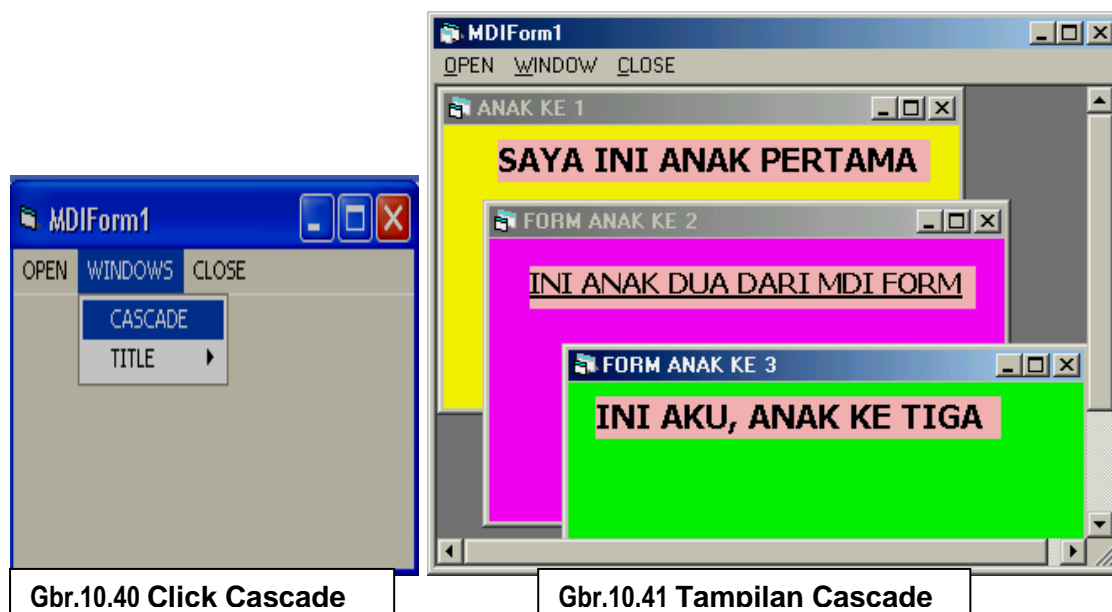 MDIForm1
OPEN WINDOWS CLOSE
CASCADE
TITLE
Gbr.10.40 Click Cascade
MDIForm1
OPEN WINDOW CLOSE
ANAK KE 1
SAYA INI ANAK PERTAMA
FORM ANAK KE 2
INI ANAK DUA DARI MDI FORM
FORM ANAK KE 3
INI AKU, ANAK KE TIGA
Gbr.10.41 Tampilan Cascade